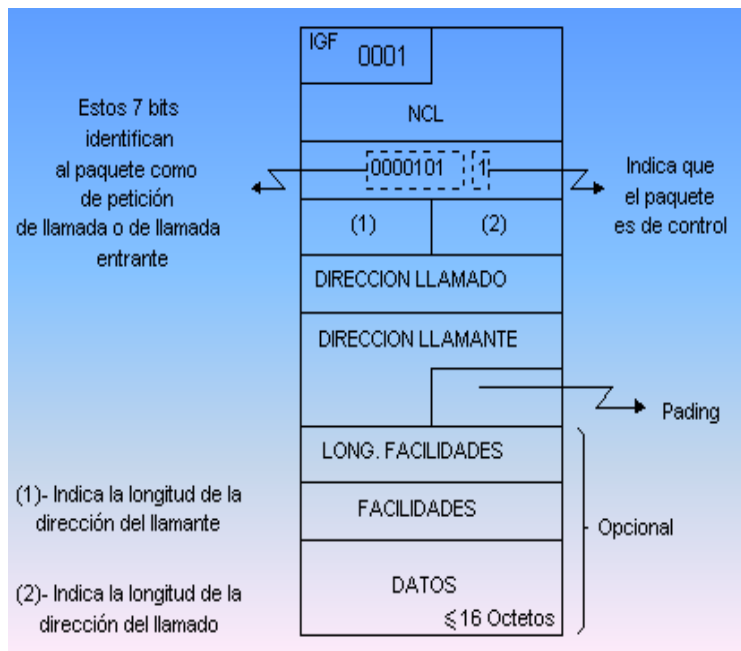 IGF 0001
NCL
Estos 7 bits
identifican
al paquete como
de petición
de llamada o de llamada
entrante
0000101 1
Indica que
el paquete
es de control
(1) (2)
DIRECCION LLAMADO
DIRECCION LLAMANTE
Pading
LONG. FACILIDADES
FACILIDADES
Opcional
DATOS
⩽16 Octetos
(1)- Indica la longitud de la
dirección del llamante
(2)- Indica la longitud de la
dirección del llamado